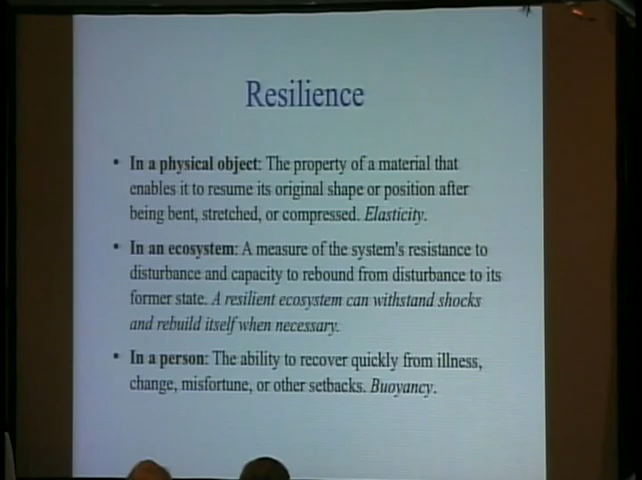 Resilience
• In a physical object: The property of a material that
enables it to resume its original shape or position after
being bent, stretched, or compressed. Elasticity.
• In an ecosystem: A measure of the system's resistance to
disturbance and capacity to rebound from disturbance to its
former state. A resilient ecosystem can withstand shocks
and rebuild itself when necessary.
• In a person: The ability to recover quickly from illness,
change, misfortune, or other setbacks. Buoyancy.